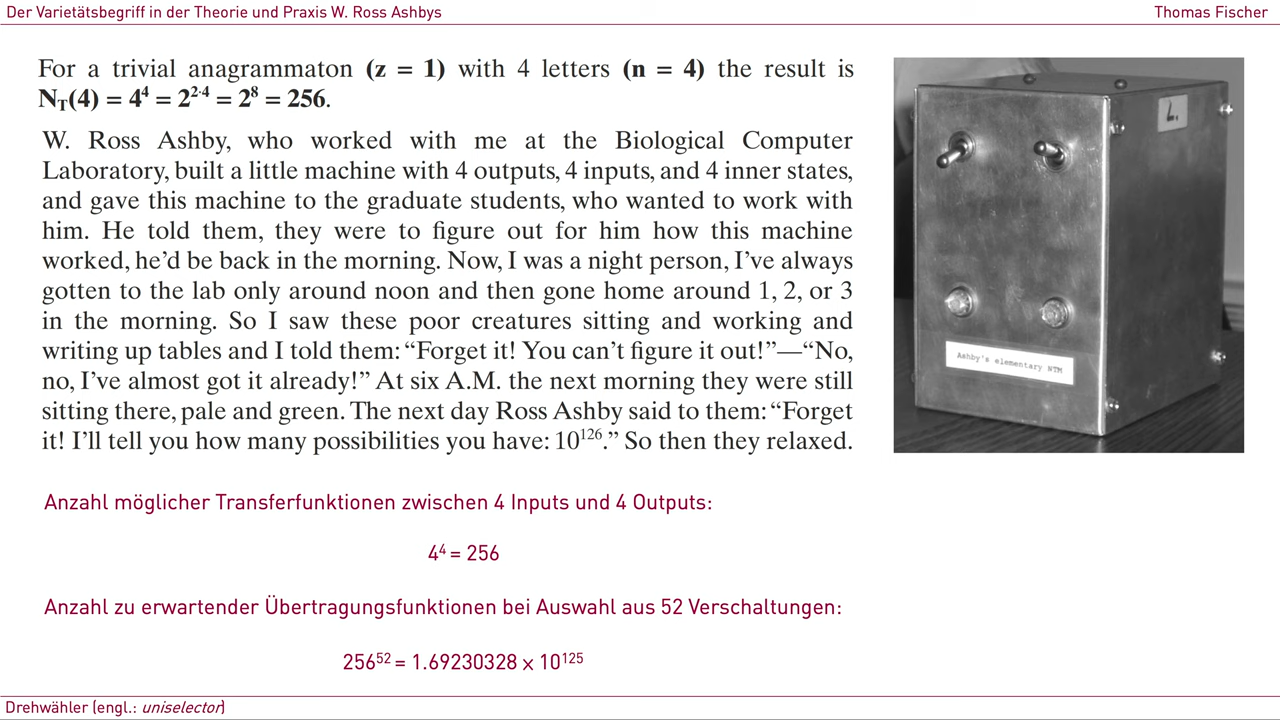 Der Varietätsbegriff in der Theorie und Praxis W. Ross Ashbys
Thomas Fischer
For a trivial anagrammaton (z = 1) with 4 letters (n = 4) the result is
N_T(4) = 4⁴ = 2²·⁴ = 2⁸ = 256.
W. Ross Ashby, who worked with me at the Biological Computer
Laboratory, built a little machine with 4 outputs, 4 inputs, and 4 inner states,
and gave this machine to the graduate students, who wanted to work with
him. He told them, they were to figure out for him how this machine
worked, he’d be back in the morning. Now, I was a night person, I’ve always
gotten to the lab only around noon and then gone home around 1, 2, or 3
in the morning. So I saw these poor creatures sitting and working and
writing up tables and I told them: “Forget it! You can’t figure it out!”—“No,
no, I’ve almost got it already!” At six A.M. the next morning they were still
sitting there, pale and green. The next day Ross Ashby said to them: “Forget
it! I’ll tell you how many possibilities you have: 10¹²⁶.” So then they relaxed.
L.
Ashby's elementary NTM
Anzahl möglicher Transferfunktionen zwischen 4 Inputs und 4 Outputs:
4⁴ = 256
Anzahl zu erwartender Übertragungsfunktionen bei Auswahl aus 52 Verschaltungen:
256⁵² = 1.69230328 x 10¹²⁵
Drehwähler (engl.: uniselector)